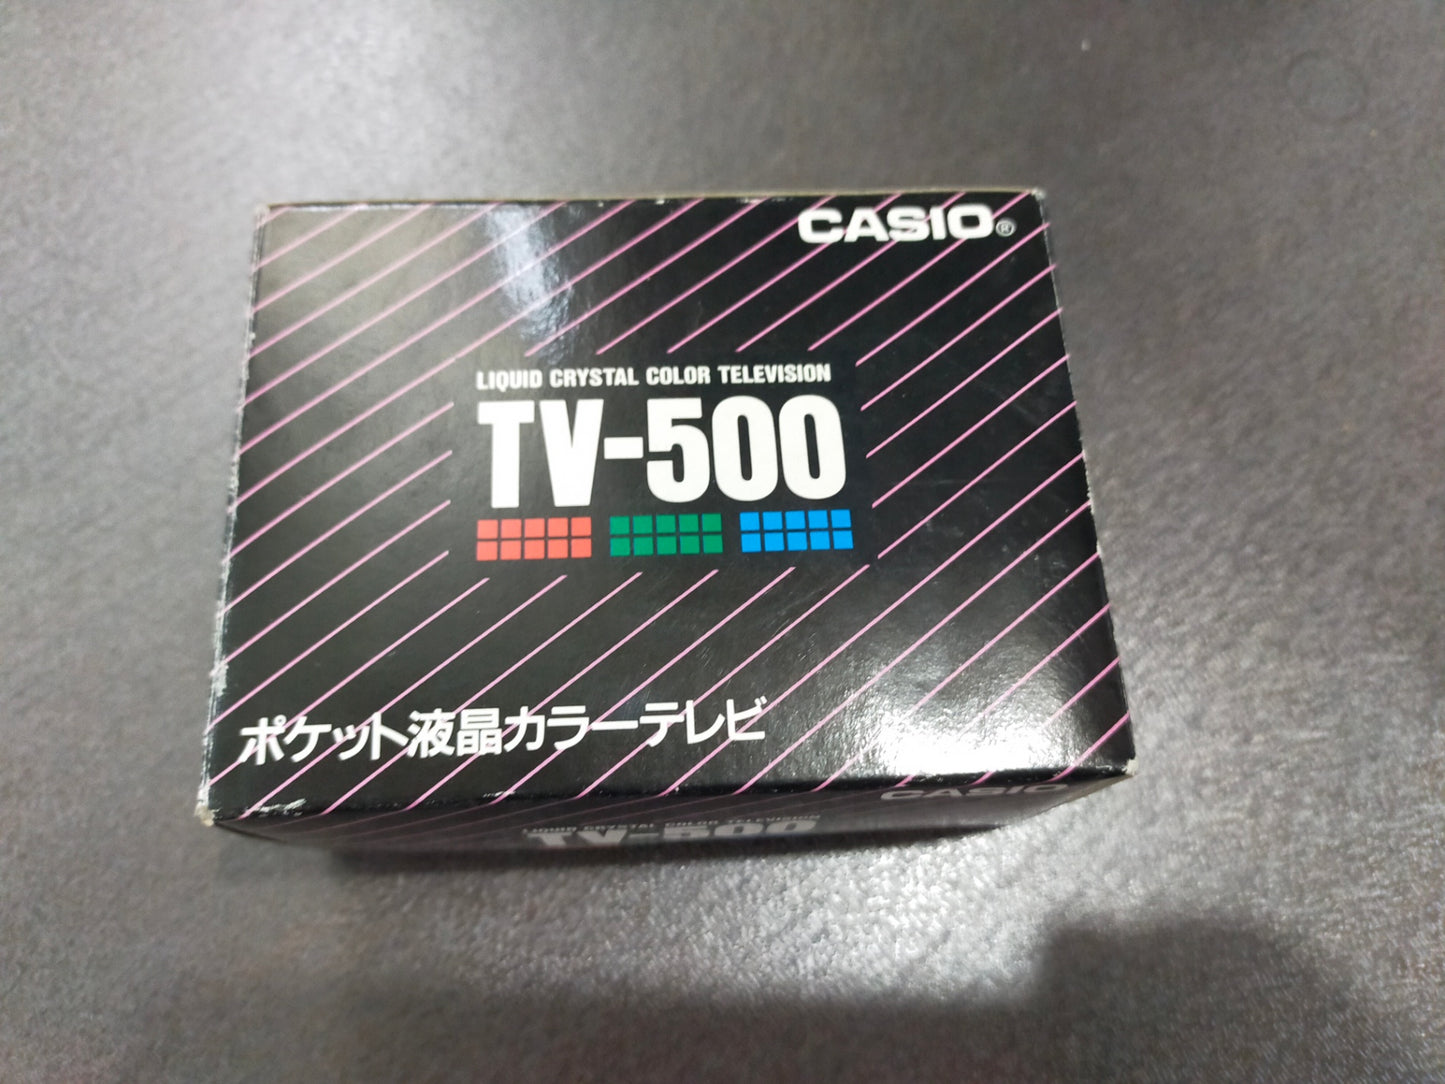 CASIO®
LIQUID CRYSTAL COLOR TELEVISION
TV-500
ポケット液晶カラーテレビ
CASIO
LIQUID CRYSTAL COLOR TELEVISION
TV-500